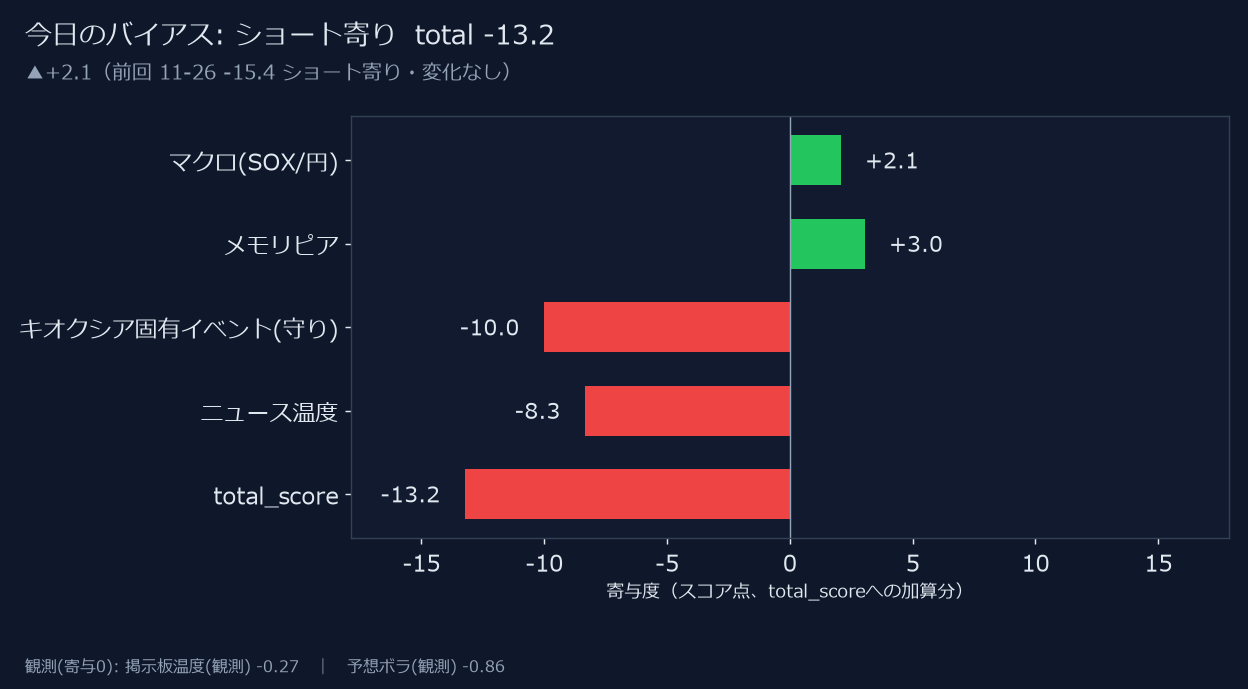 今日のバイアス: ショート寄り  total -13.2
▲+2.1（前回 11-26 -15.4 ショート寄り・変化なし）
マクロ(SOX/円)
+2.1
メモリピア
+3.0
キオクシア固有イベント(守り)
-10.0
ニュース温度
-8.3
total_score
-13.2
-15
-10
-5
0
5
10
15
寄与度（スコア点、total_scoreへの加算分）
観測(寄与0): 掲示板温度(観測) -0.27   |   予想ボラ(観測) -0.86